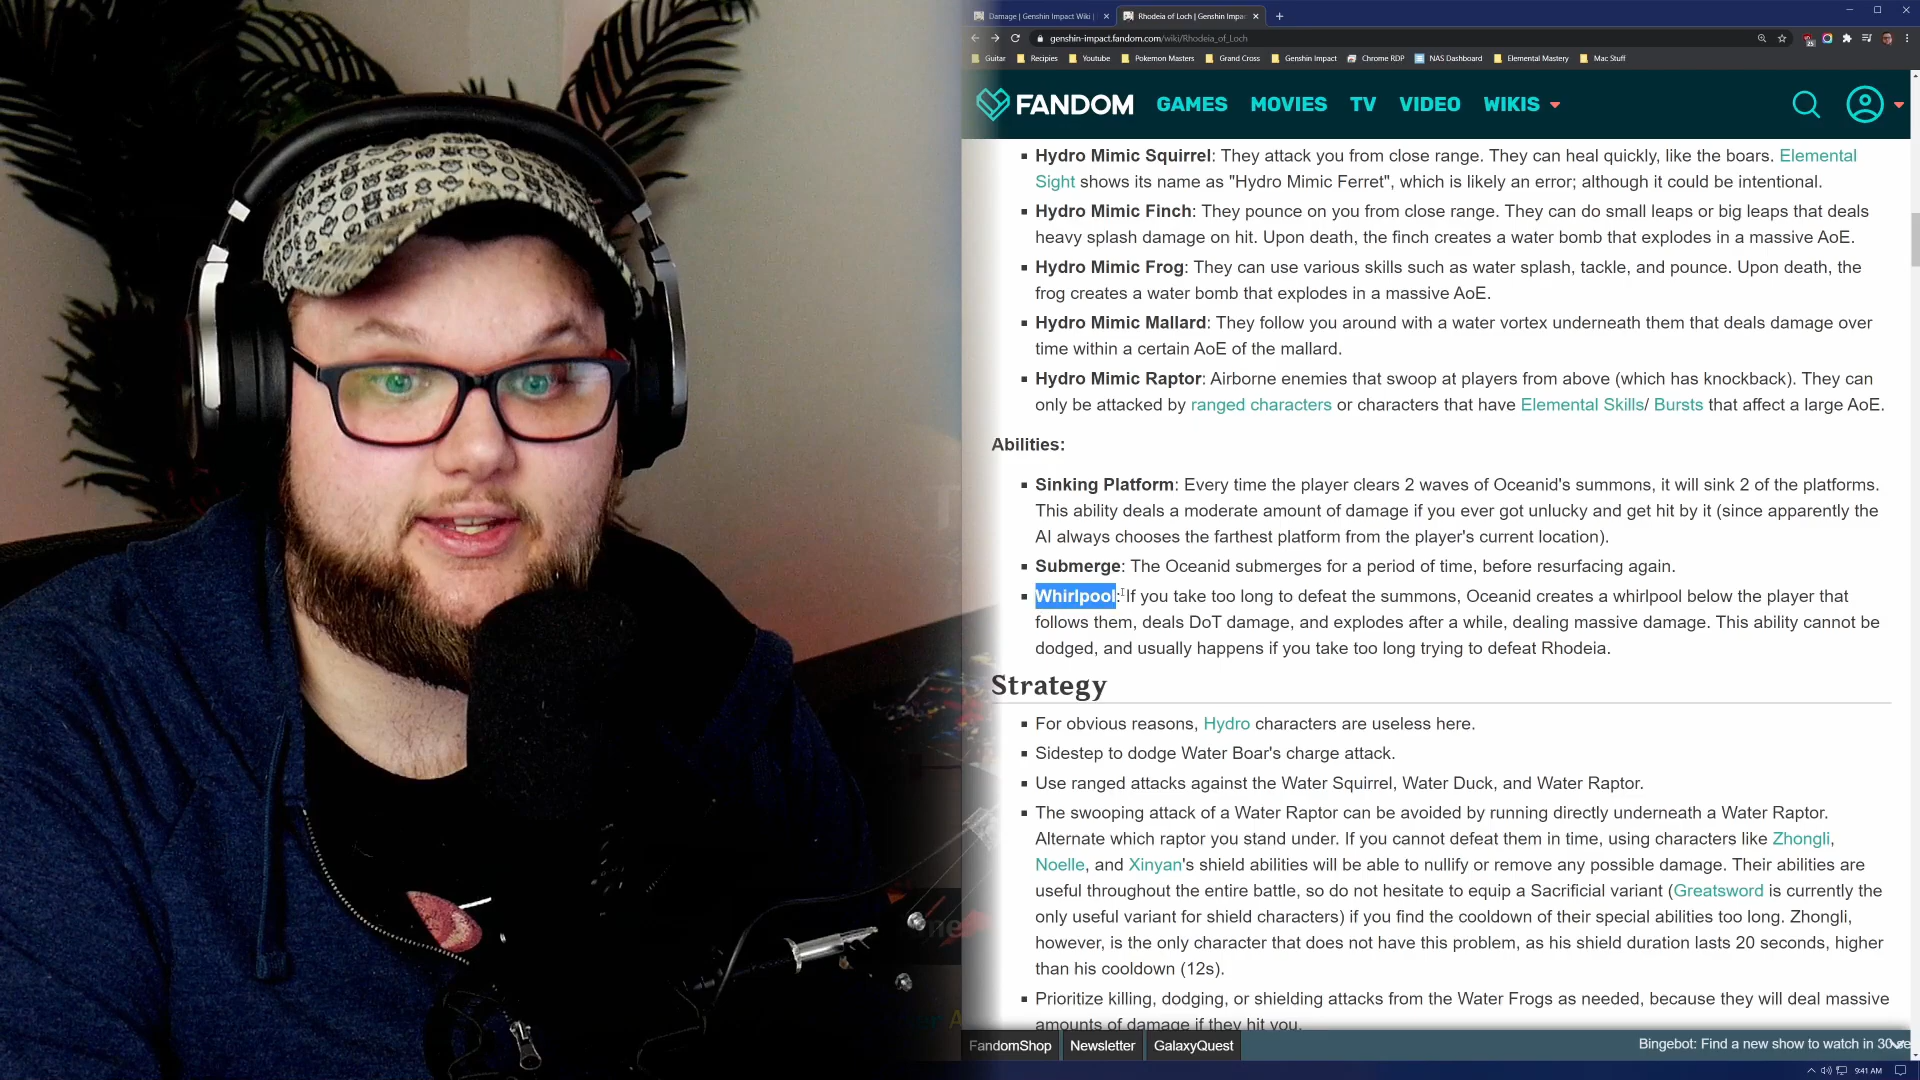 Damage | Genshin Impact Wiki |
Rhodeia of Loch | Genshin Impa
genshin-impact.fandom.com/wiki/Rhodeia_of_Loch
25
Guitar Recipies Youtube Pokemon Masters Grand Cross Genshin Impact Chrome RDP NAS Dashboard Elemental Mastery Mac Stuff
FANDOM GAMES MOVIES TV VIDEO WIKIS
Hydro Mimic Squirrel: They attack you from close range. They can heal quickly, like the boars. Elemental
Sight shows its name as "Hydro Mimic Ferret", which is likely an error; although it could be intentional.
Hydro Mimic Finch: They pounce on you from close range. They can do small leaps or big leaps that deals
heavy splash damage on hit. Upon death, the finch creates a water bomb that explodes in a massive AoE.
Hydro Mimic Frog: They can use various skills such as water splash, tackle, and pounce. Upon death, the
frog creates a water bomb that explodes in a massive AoE.
Hydro Mimic Mallard: They follow you around with a water vortex underneath them that deals damage over
time within a certain AoE of the mallard.
Hydro Mimic Raptor: Airborne enemies that swoop at players from above (which has knockback). They can
only be attacked by ranged characters or characters that have Elemental Skills/ Bursts that affect a large AoE.
Abilities:
Sinking Platform: Every time the player clears 2 waves of Oceanid's summons, it will sink 2 of the platforms.
This ability deals a moderate amount of damage if you ever got unlucky and get hit by it (since apparently the
AI always chooses the farthest platform from the player's current location).
Submerge: The Oceanid submerges for a period of time, before resurfacing again.
Whirlpool: If you take too long to defeat the summons, Oceanid creates a whirlpool below the player that
follows them, deals DoT damage, and explodes after a while, dealing massive damage. This ability cannot be
dodged, and usually happens if you take too long trying to defeat Rhodeia.
Strategy
For obvious reasons, Hydro characters are useless here.
Sidestep to dodge Water Boar's charge attack.
Use ranged attacks against the Water Squirrel, Water Duck, and Water Raptor.
The swooping attack of a Water Raptor can be avoided by running directly underneath a Water Raptor.
Alternate which raptor you stand under. If you cannot defeat them in time, using characters like Zhongli,
Noelle, and Xinyan's shield abilities will be able to nullify or remove any possible damage. Their abilities are
useful throughout the entire battle, so do not hesitate to equip a Sacrificial variant (Greatsword is currently the
only useful variant for shield characters) if you find the cooldown of their special abilities too long. Zhongli,
however, is the only character that does not have this problem, as his shield duration lasts 20 seconds, higher
than his cooldown (12s).
Prioritize killing, dodging, or shielding attacks from the Water Frogs as needed, because they will deal massive
amounts of damage if they hit you.
FandomShop Newsletter GalaxyQuest
Bingebot: Find a new show to watch in 30 se
9:41 AM